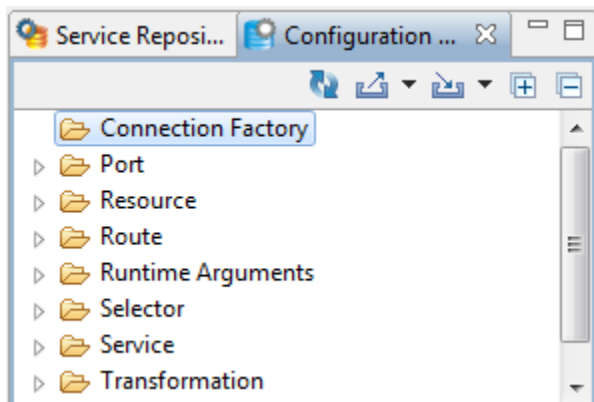 Service Reposi... Configuration ...
Connection Factory
Port
Resource
Route
Runtime Arguments
Selector
Service
Transformation